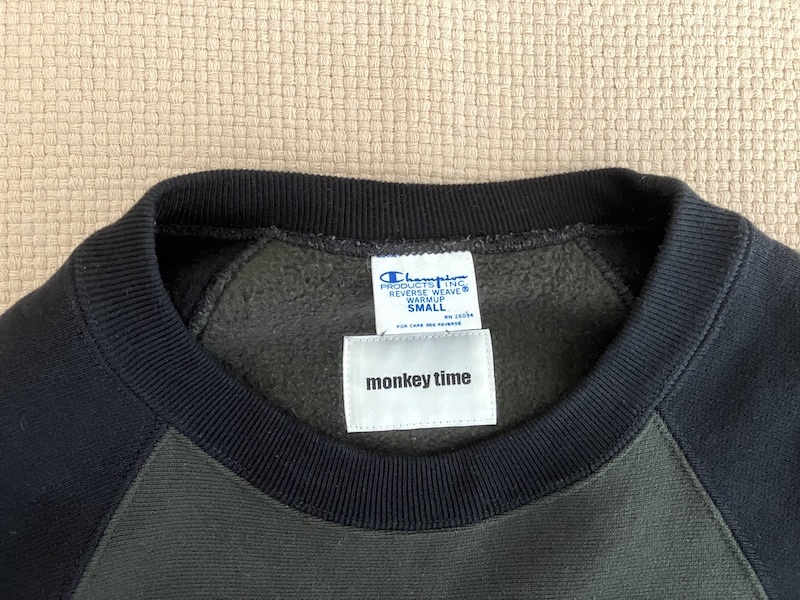 Champion
PRODUCTS INC.
REVERSE WEAVE®
WARMUP
SMALL
RN 26094
FOR CARE SEE REVERSE
monkey time